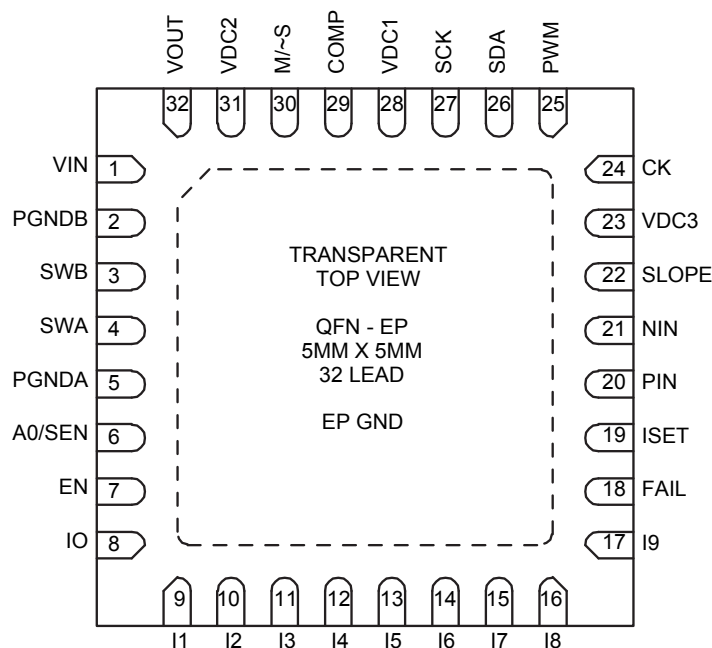 VOUT
VDC2
M/~S
COMP
VDC1
SCK
SDA
PWM
32
31
30
29
28
27
26
25
VIN 1
PGNDB 2
SWB 3
SWA 4
PGNDA 5
A0/SEN 6
EN 7
IO 8
24 CK
23 VDC3
22 SLOPE
21 NIN
20 PIN
19 ISET
18 FAIL
17 I9
TRANSPARENT
TOP VIEW
QFN - EP
5MM X 5MM
32 LEAD
EP GND
9
10
11
12
13
14
15
16
I1
I2
I3
I4
I5
I6
I7
I8